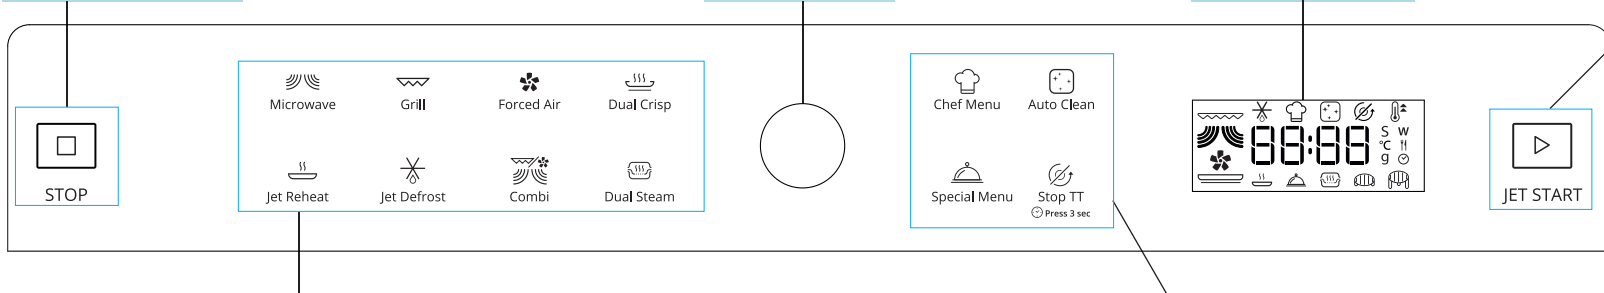 Microwave
Grill
Forced Air
Dual Crisp
Chef Menu
Auto Clean
88:88
S W
°C
g
STOP
Jet Reheat
Jet Defrost
Combi
Dual Steam
Special Menu
Stop TT
Press 3 sec
JET START